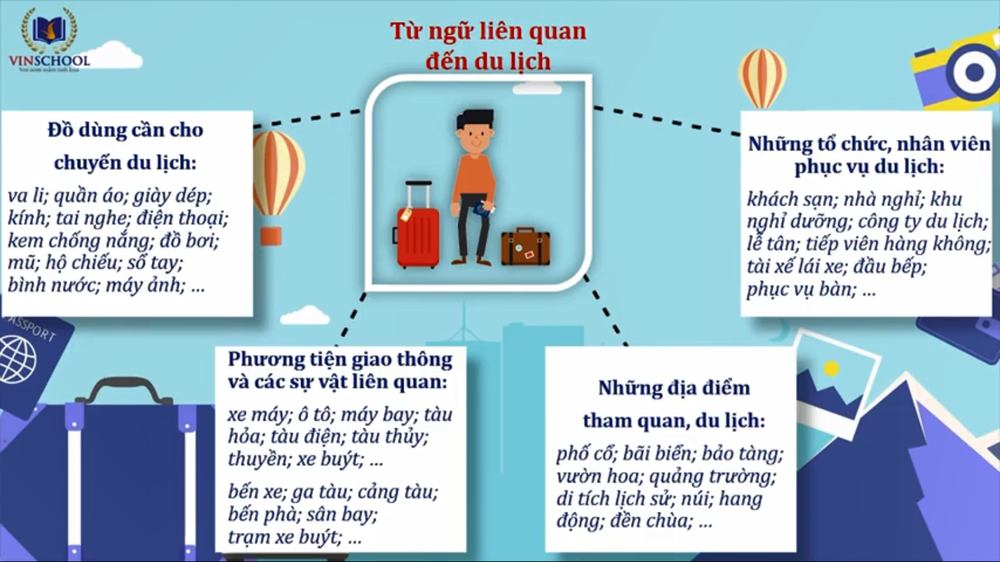 VINSCHOOL
Nơi ươm mầm tinh hoa
Từ ngữ liên quan
đến du lịch
Đồ dùng cần cho
chuyến du lịch:
va li; quần áo; giày dép;
kính; tai nghe; điện thoại;
kem chống nắng; đồ bơi;
mũ; hộ chiếu; sổ tay;
bình nước; máy ảnh; ...
Những tổ chức, nhân viên
phục vụ du lịch:
khách sạn; nhà nghỉ; khu
nghỉ dưỡng; công ty du lịch;
lễ tân; tiếp viên hàng không;
tài xế lái xe; đầu bếp;
phục vụ bàn; ...
PASSPORT
Phương tiện giao thông
và các sự vật liên quan:
xe máy; ô tô; máy bay; tàu
hỏa; tàu điện; tàu thủy;
thuyền; xe buýt; ...
bến xe; ga tàu; cảng tàu;
bến phà; sân bay;
trạm xe buýt; ...
Những địa điểm
tham quan, du lịch:
phố cổ; bãi biển; bảo tàng;
vườn hoa; quảng trường;
di tích lịch sử; núi; hang
động; đền chùa; ...